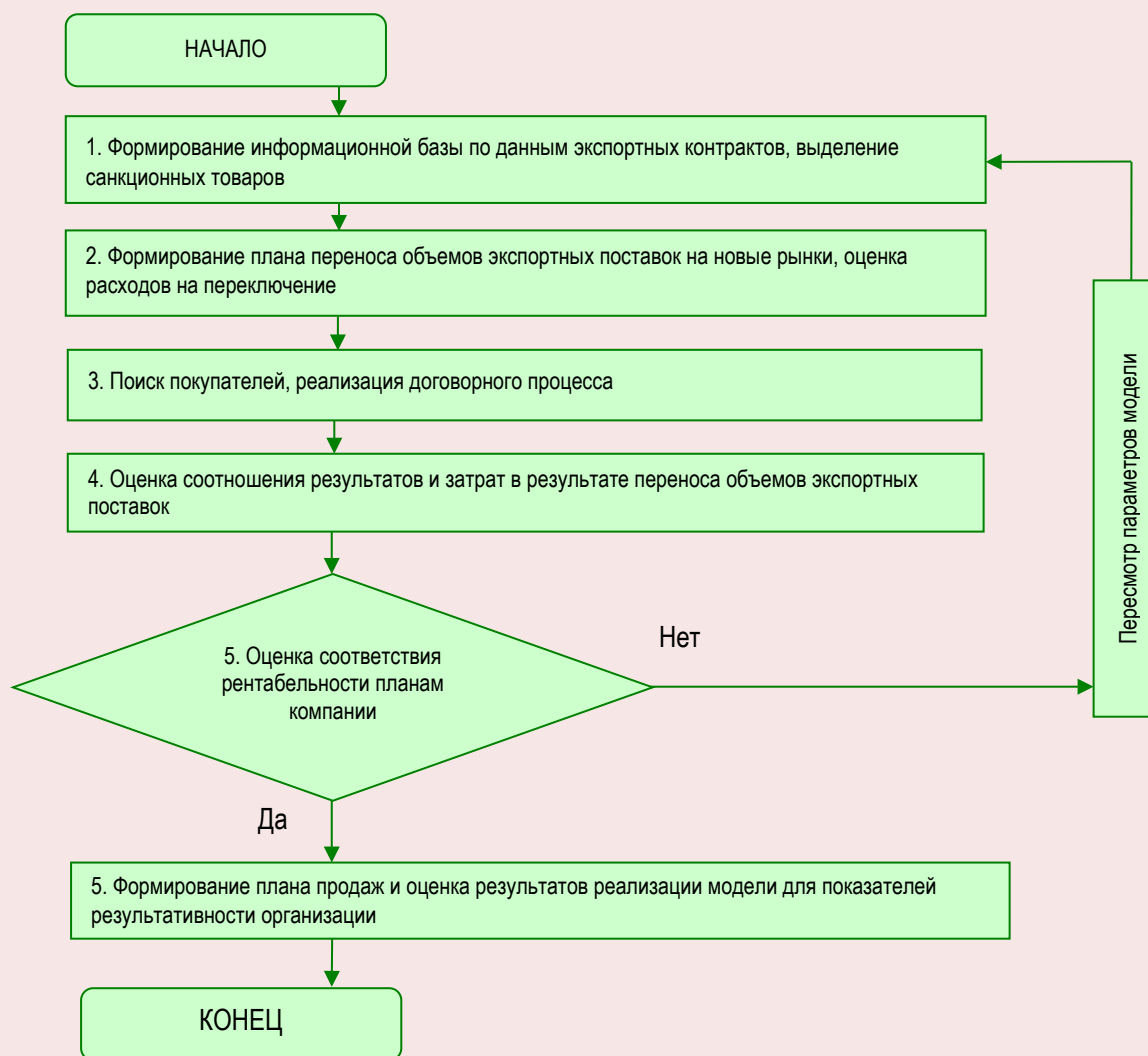 НАЧАЛО
1. Формирование информационной базы по данным экспортных контрактов, выделение
санкционных товаров
2. Формирование плана переноса объемов экспортных поставок на новые рынки, оценка
расходов на переключение
3. Поиск покупателей, реализация договорного процесса
4. Оценка соотношения результатов и затрат в результате переноса объемов экспортных
поставок
5. Оценка соответствия
рентабельности планам
компании
Нет
Пересмотр параметров модели
Да
5. Формирование плана продаж и оценка результатов реализации модели для показателей
результативности организации
КОНЕЦ